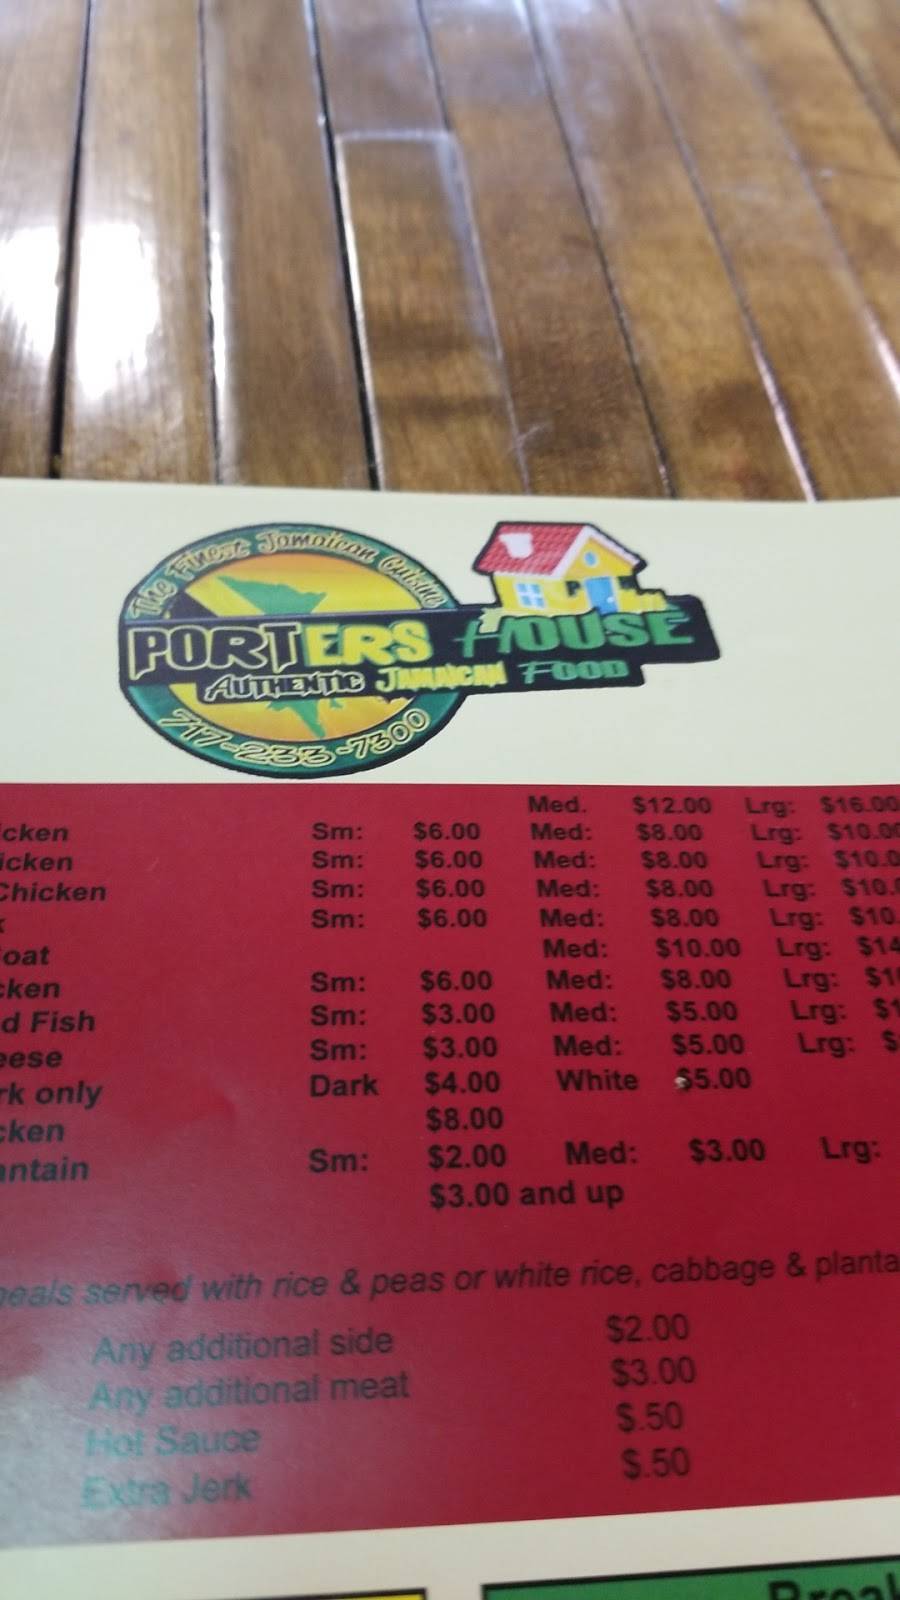 The Finest Jamaican Cuisine
PORTERS HOUSE
AUTHENTIC JAMAICAN FOOD
717-233-7300
Med. $12.00 Lrg: $16.00
cken Sm: $6.00 Med: $8.00 Lrg: $10.00
icken Sm: $6.00 Med: $8.00 Lrg: $10.0
Chicken Sm: $6.00 Med: $8.00 Lrg: $10.
Sm: $6.00 Med: $8.00 Lrg: $10.
oat Med: $10.00 Lrg: $14
cken Sm: $6.00 Med: $8.00 Lrg: $1
d Fish Sm: $3.00 Med: $5.00 Lrg: $1
eese Sm: $3.00 Med: $5.00 Lrg: $
rk only Dark $4.00 White $5.00
cken $8.00
antain Sm: $2.00 Med: $3.00 Lrg:
$3.00 and up
eals served with rice & peas or white rice, cabbage & planta
Any additional side $2.00
Any additional meat $3.00
Hot Sauce $.50
Extra Jerk $.50
Break